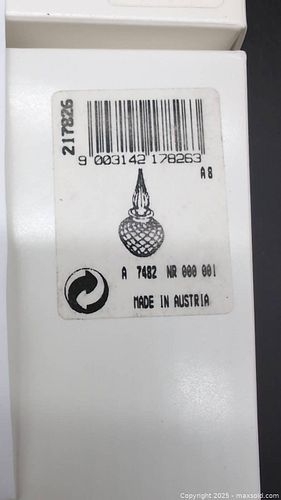 217826
9 003142 178263
A8
A 7482 NR 000 001
MADE IN AUSTRIA
Copyright © 2025 - maxsold.com